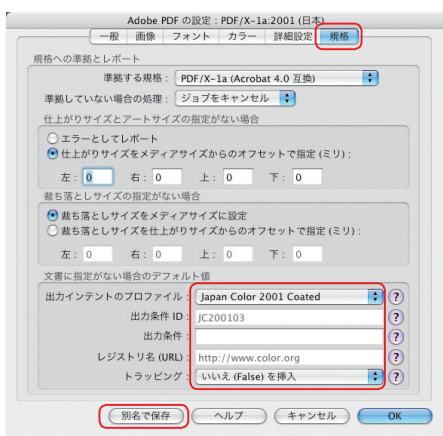 Adobe PDF の設定 : PDF/X-1a:2001 (日本)
一般 画像 フォント カラー 詳細設定 規格
規格への準拠とレポート
準拠する規格 : PDF/X-1a (Acrobat 4.0 互換)
準拠していない場合の処理 : ジョブをキャンセル
仕上がりサイズとアートサイズの指定がない場合
エラーとしてレポート
仕上がりサイズをメディアサイズからのオフセットで指定 (ミリ) :
左 : 0 右 : 0 上 : 0 下 : 0
裁ち落としサイズの指定がない場合
裁ち落としサイズをメディアサイズに設定
裁ち落としサイズを仕上がりサイズからのオフセットで指定 (ミリ) :
左 : 0 右 : 0 上 : 0 下 : 0
文書に指定がない場合のデフォルト値
出力インテントのプロファイル : Japan Color 2001 Coated ?
出力条件 ID : JC200103 ?
出力条件 : ?
レジストリ名 (URL) : http://www.color.org ?
トラッピング : いいえ (False) を挿入 ?
別名で保存 ヘルプ キャンセル OK